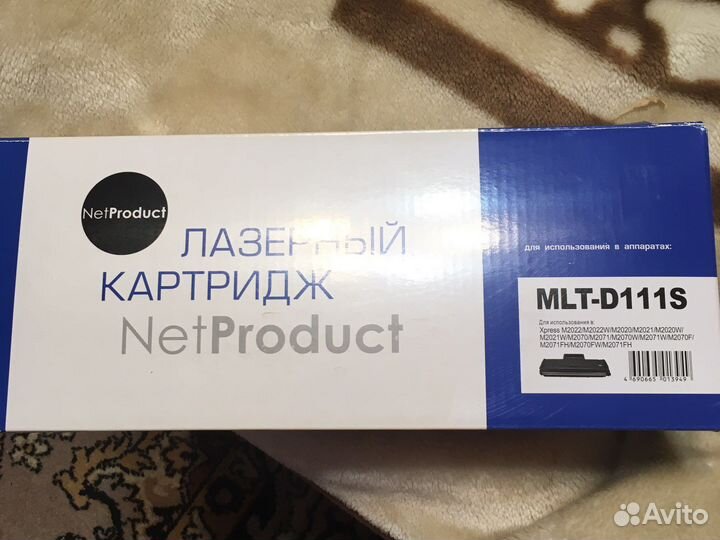 NetProduct
ЛАЗЕРНЫЙ
КАРТРИДЖ
NetProduct
для использования в аппаратах:
MLT-D111S
Для использования в:
Xpress M2022/M2022W/M2020/M2021/M2020W/
M2021W/M2070/M2071/M2070W/M2071W/M2070F/
M2071FH/M2070FW/M2071FH
4 690665 013949
Avito